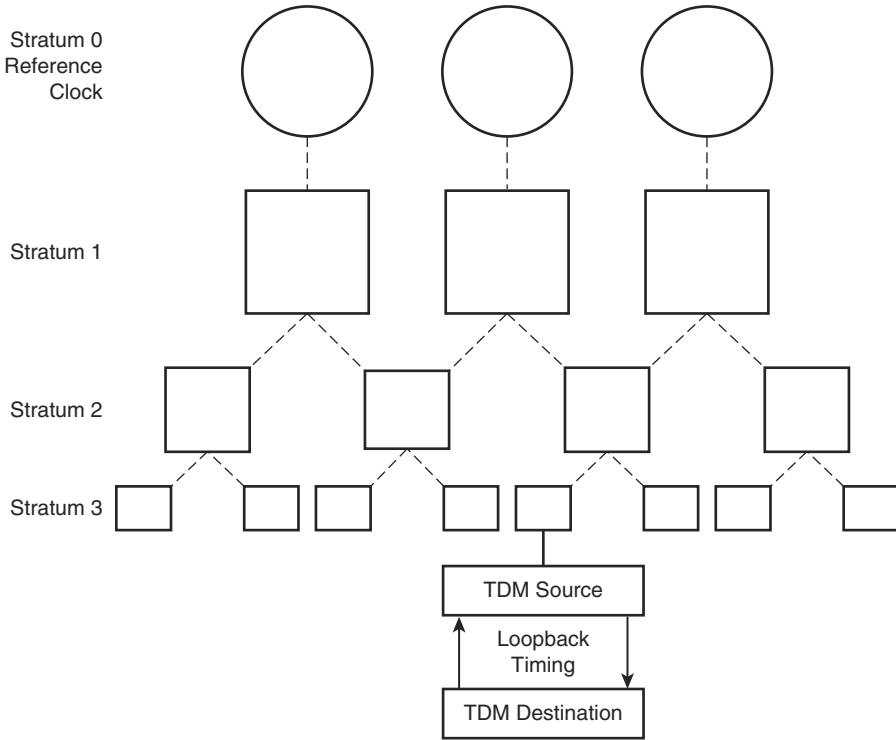 Stratum 0
Reference
Clock
Stratum 1
Stratum 2
Stratum 3
TDM Source
Loopback
Timing
TDM Destination